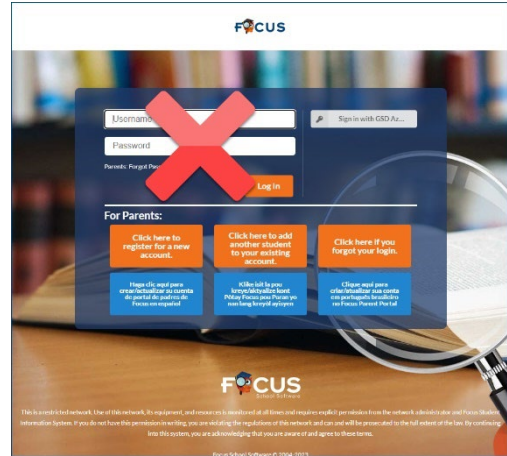 FOCUS
Username
Password
Parents: Forgot
Log In
Sign in with GSD Az...
For Parents:
Click here to
register for a new
account.
Click here to add
another student
to your existing
account.
Click here if you
forgot your login.
Haga clic aquí para
crear/actualizar su cuenta
de portal de padres de
Focus en español
Klike isit la pou
kreye/aktyalize kont
Pòtay Focus pou Paran yo
nan lang kreyòl ayisyen
Clique aqui para
criar/atualizar sua conta
em português brasileiro
no Focus Parent Portal
FOCUS
School Software
This is a restricted network. Use of this network, its equipment, and resources is monitored at all times and requires explicit permission from the network administrator and Focus Student
Information System. If you do not have this permission in writing, you are violating the regulations of this network and can and will be prosecuted to the full extent of the law. By continuing
into this system, you are acknowledging that you are aware of and agree to these terms.
Focus School Software © 2004-2023